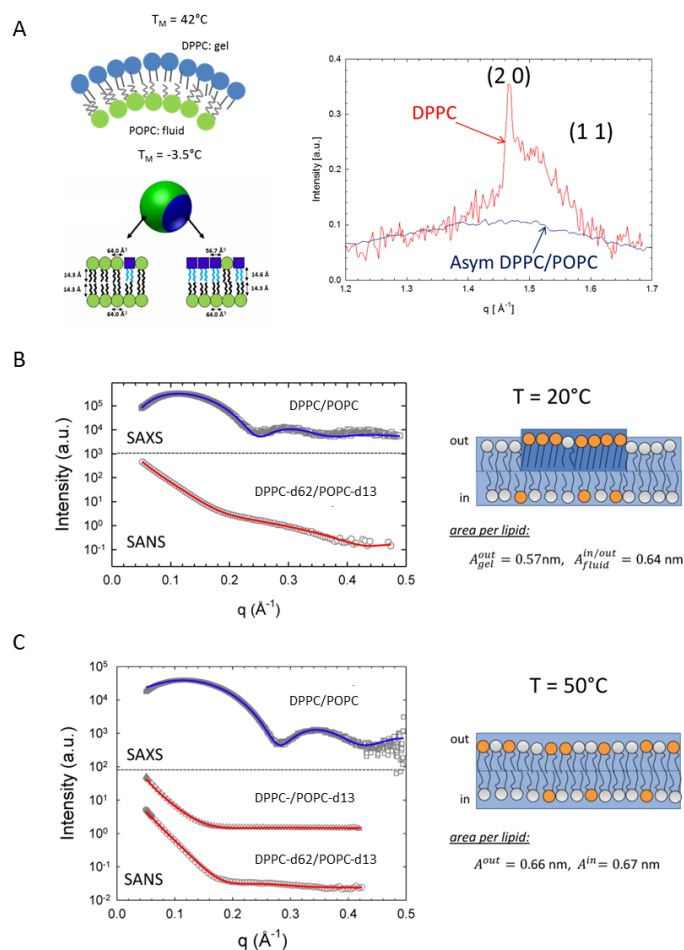 A
T_M = 42°C
DPPC: gel
POPC: fluid
T_M = -3.5°C
64.0 Å²
56.7 Å²
14.3 Å
14.3 Å
14.6 Å
14.3 Å
64.0 Å²
64.0 Å²
Intensity [a.u.]
0.4
0.3
0.2
0.1
0
(2 0)
DPPC
(1 1)
Asym DPPC/POPC
1.2 1.3 1.4 1.5 1.6 1.7
q [Å⁻¹]
B
Intensity (a.u.)
10⁵
10⁴
10³
10²
10¹
10⁰
10⁻¹
DPPC/POPC
SAXS
DPPC-d62/POPC-d13
SANS
0.0 0.1 0.2 0.3 0.4 0.5
q (Å⁻¹)
T = 20°C
out
in
area per lipid:
A_gel^out = 0.57nm, A_fluid^in/out = 0.64 nm
C
Intensity (a.u.)
10⁵
10⁴
10³
10²
10¹
10⁰
10⁻¹
10⁻²
DPPC/POPC
SAXS
DPPC-/POPC-d13
DPPC-d62/POPC-d13
SANS
0.0 0.1 0.2 0.3 0.4 0.5
q (Å⁻¹)
T = 50°C
out
in
area per lipid:
A^out = 0.66 nm, A^in = 0.67 nm